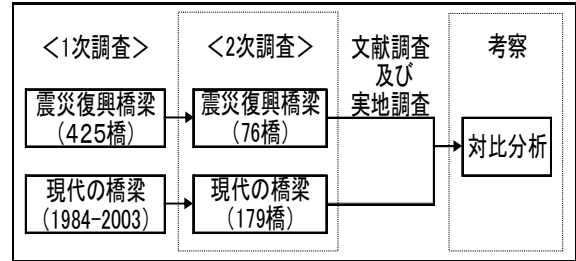 <1次調査>
震災復興橋梁
(425橋)
現代の橋梁
(1984-2003)
<2次調査>
震災復興橋梁
(76橋)
現代の橋梁
(179橋)
文献調査
及び
実地調査
考察
対比分析